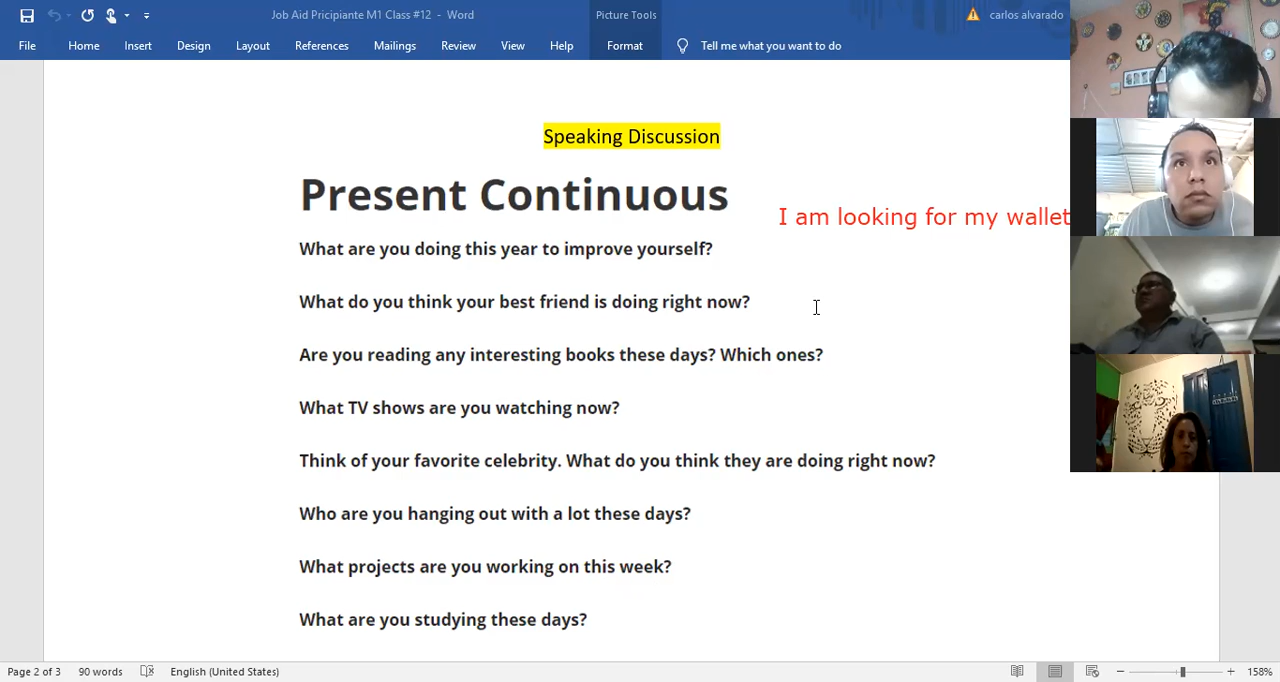 Job Aid Pricipiante M1 Class #12 - Word
Picture Tools
carlos alvarado
File Home Insert Design Layout References Mailings Review View Help Format Tell me what you want to do
Speaking Discussion
Present Continuous
I am looking for my wallet
What are you doing this year to improve yourself?
What do you think your best friend is doing right now?
Are you reading any interesting books these days? Which ones?
What TV shows are you watching now?
Think of your favorite celebrity. What do you think they are doing right now?
Who are you hanging out with a lot these days?
What projects are you working on this week?
What are you studying these days?
Page 2 of 3 90 words English (United States) 158%